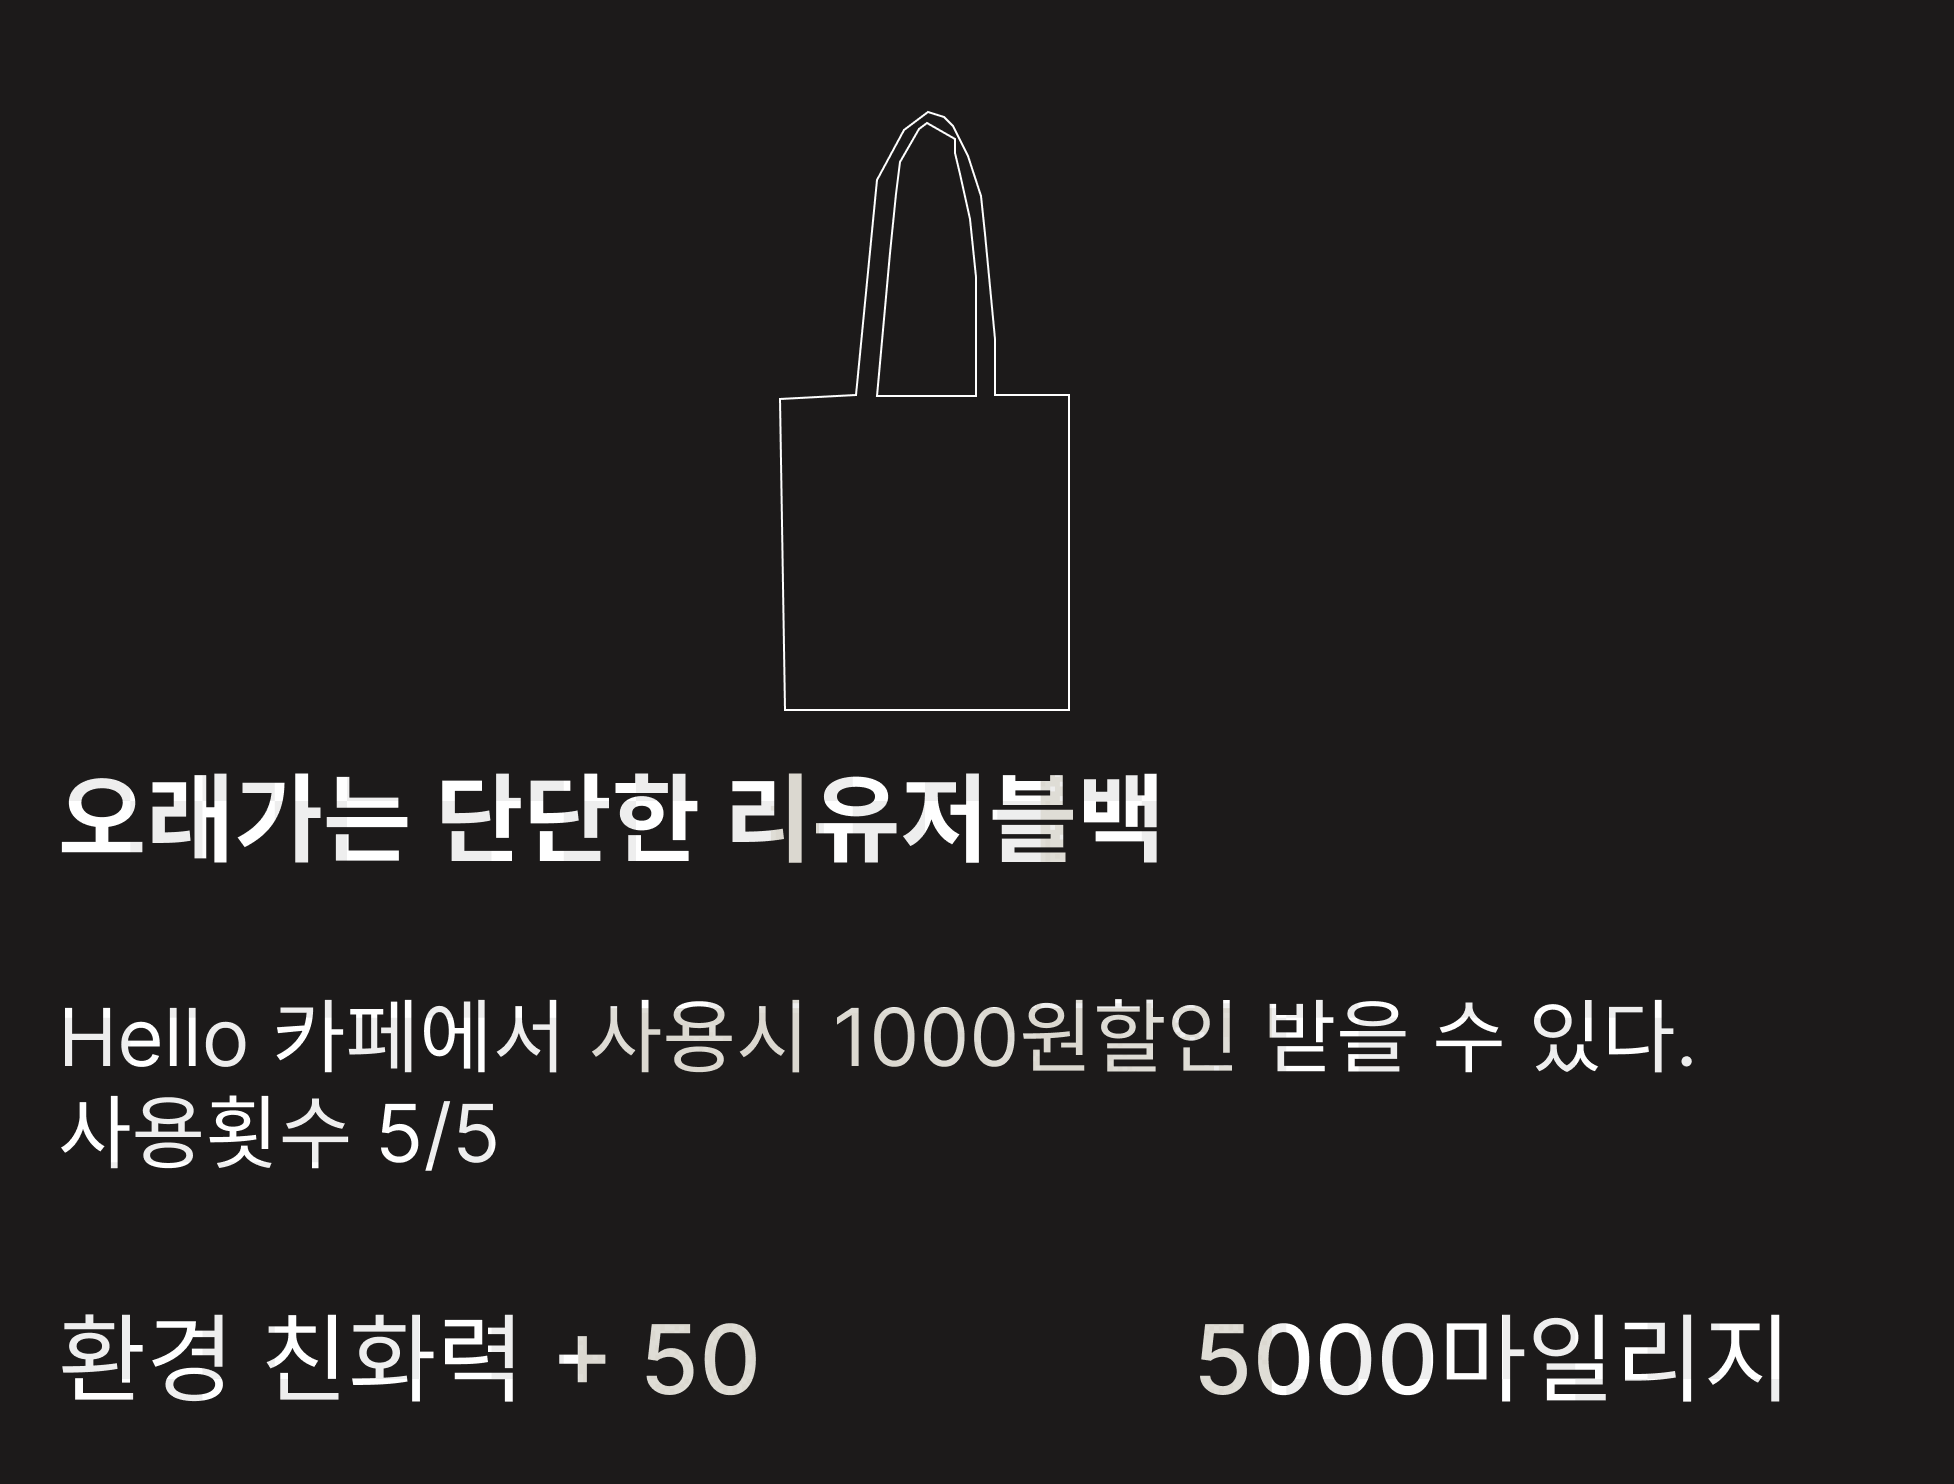 오래가는 단단한 리유저블백
Hello 카페에서 사용시 1000원할인 받을 수 있다.
사용횟수 5/5
환경 친화력 + 50
5000마일리지